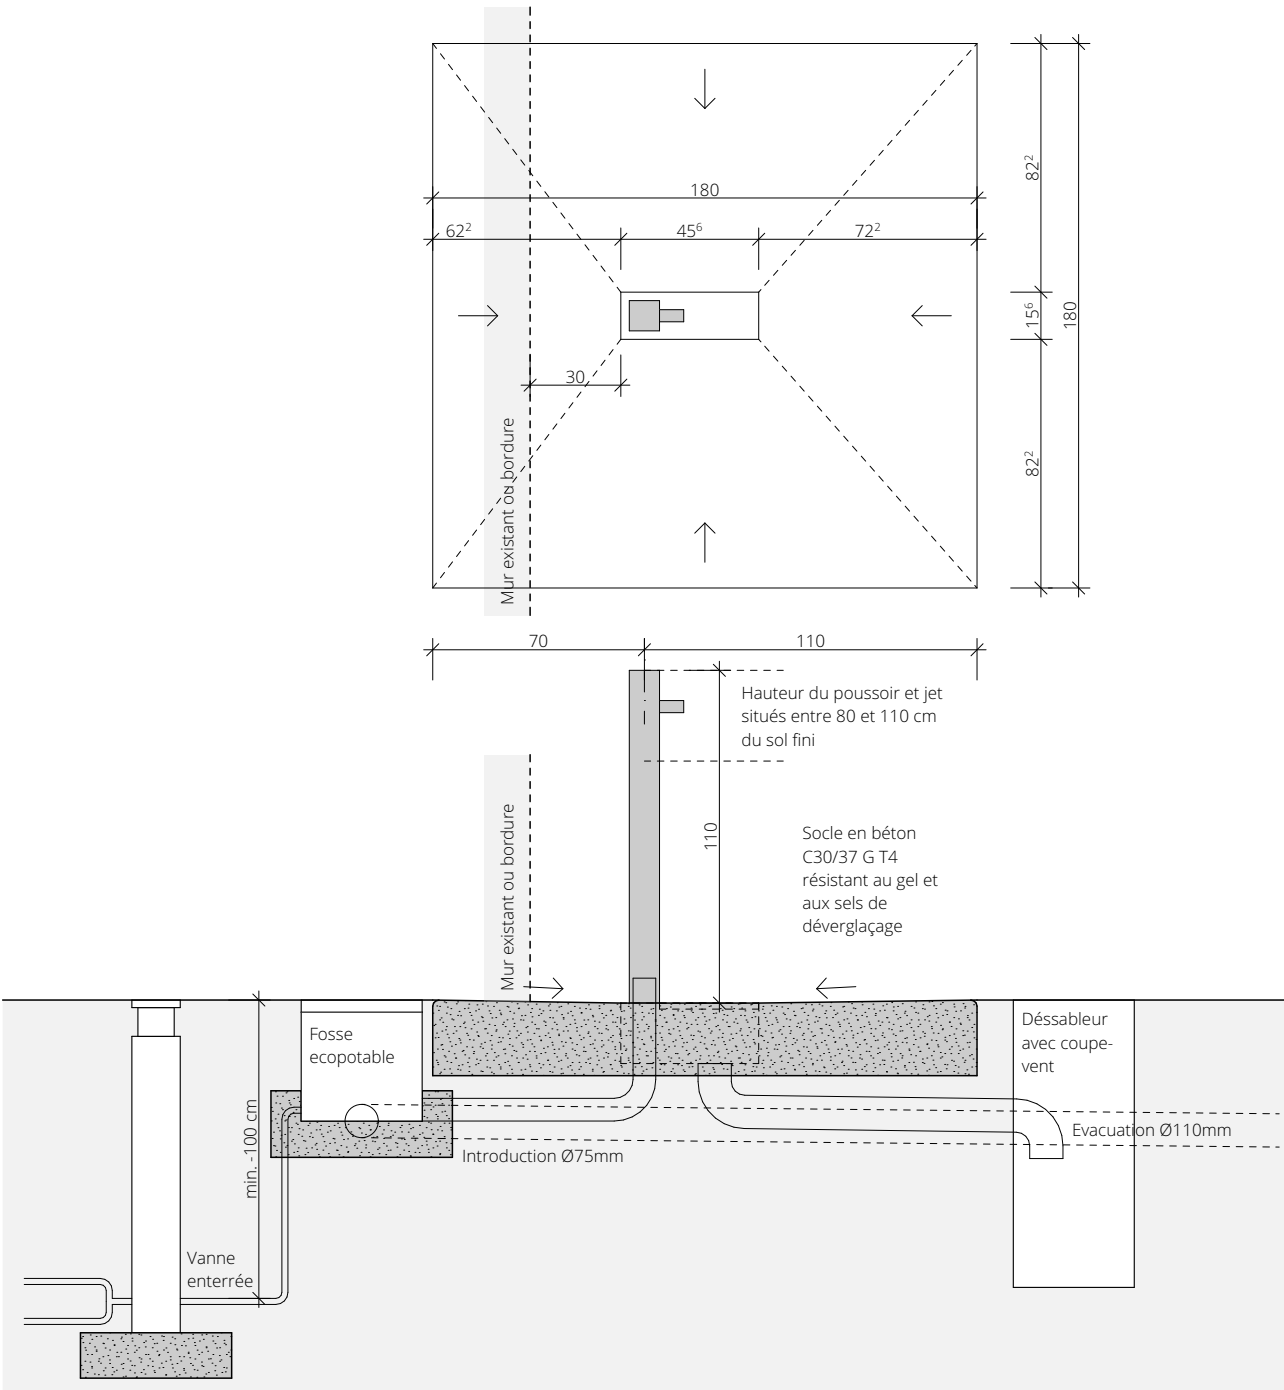 82²
180
62²
45⁶
72²
15⁶
180
30
82²
Mur existant ou bordure
70
110
Hauteur du poussoir et jet
situés entre 80 et 110 cm
du sol fini
110
Mur existant ou bordure
Socle en béton
C30/37 G T4
résistant au gel et
aux sels de
déverglaçage
Fosse
ecopotable
Déssableur
avec coupe-
vent
min. -100 cm
Evacuation Ø110mm
Introduction Ø75mm
Vanne
enterrée